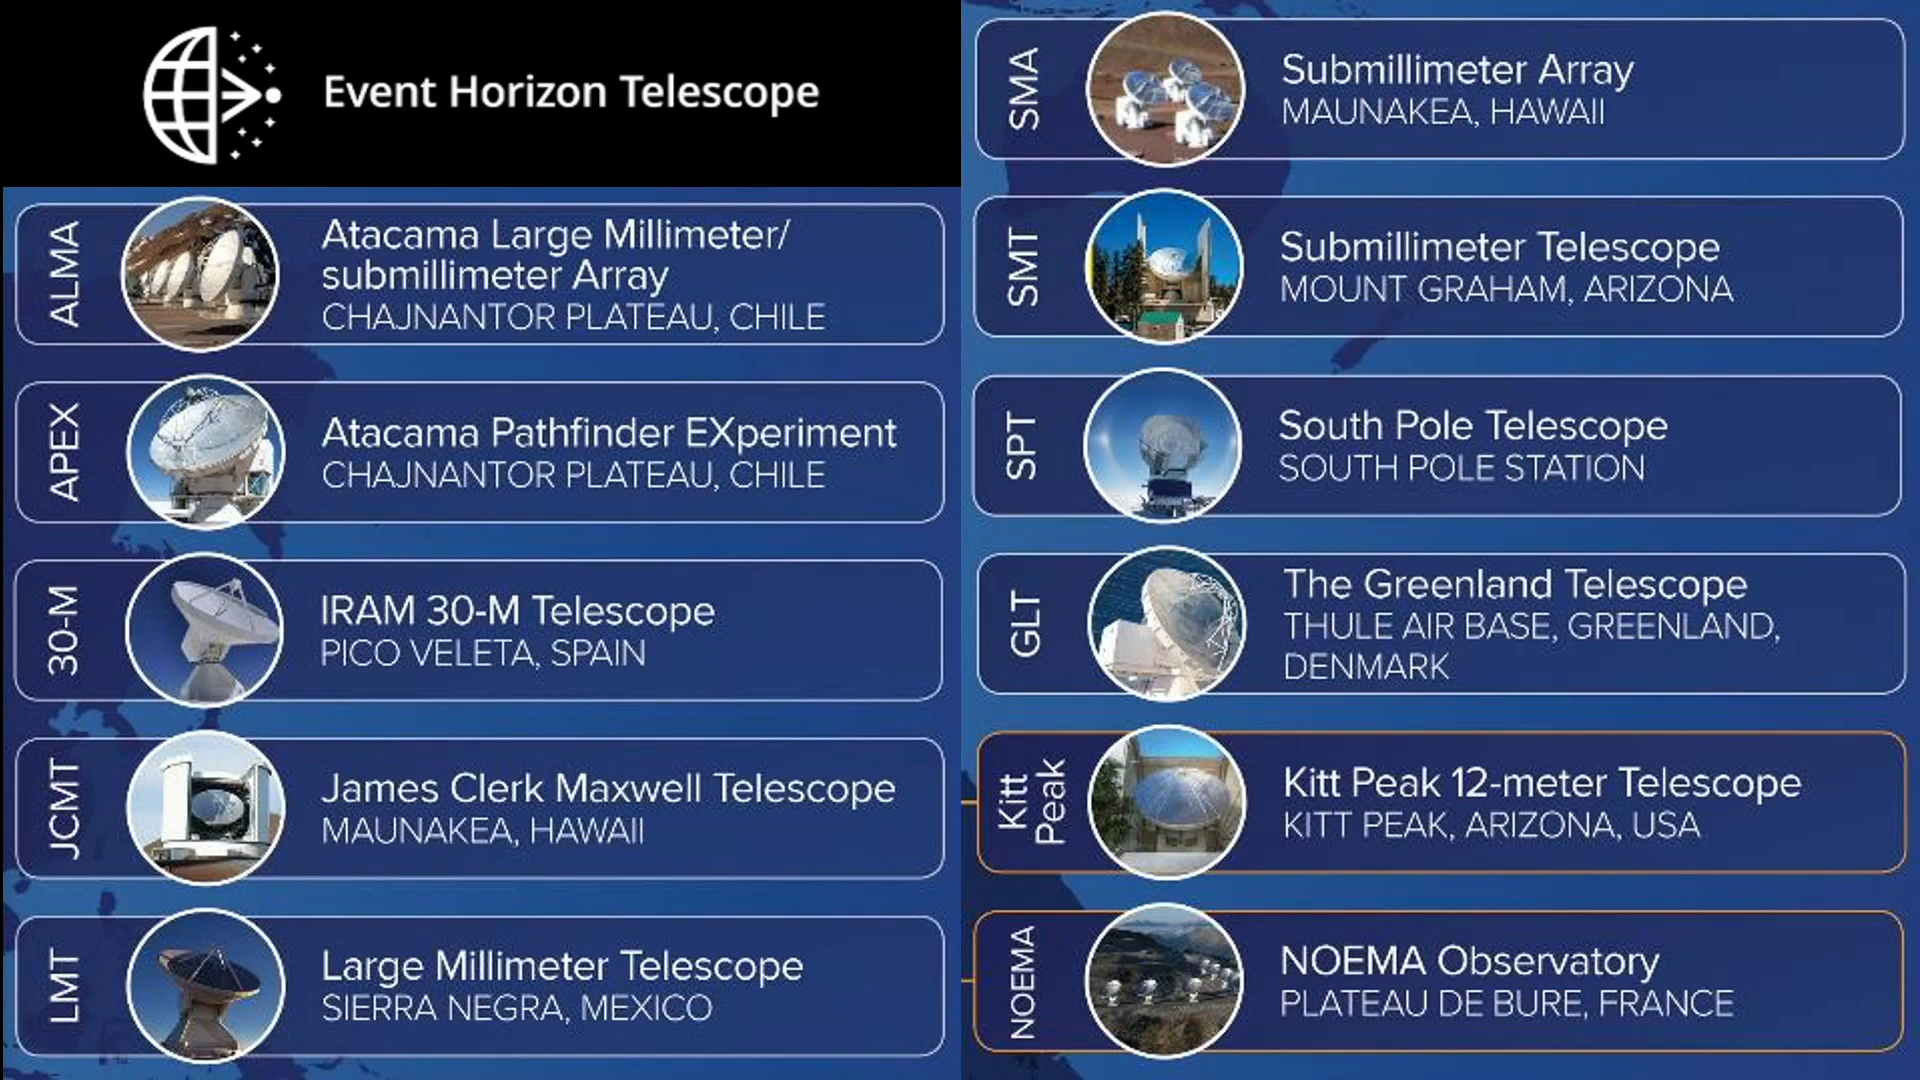 Event Horizon Telescope
ALMA
Atacama Large Millimeter/
submillimeter Array
CHAJNANTOR PLATEAU, CHILE
APEX
Atacama Pathfinder EXperiment
CHAJNANTOR PLATEAU, CHILE
30-M
IRAM 30-M Telescope
PICO VELETA, SPAIN
JCMT
James Clerk Maxwell Telescope
MAUNAKEA, HAWAII
LMT
Large Millimeter Telescope
SIERRA NEGRA, MEXICO
SMA
Submillimeter Array
MAUNAKEA, HAWAII
SMT
Submillimeter Telescope
MOUNT GRAHAM, ARIZONA
SPT
South Pole Telescope
SOUTH POLE STATION
GLT
The Greenland Telescope
THULE AIR BASE, GREENLAND,
DENMARK
Kitt
Peak
Kitt Peak 12-meter Telescope
KITT PEAK, ARIZONA, USA
NOEMA
NOEMA Observatory
PLATEAU DE BURE, FRANCE